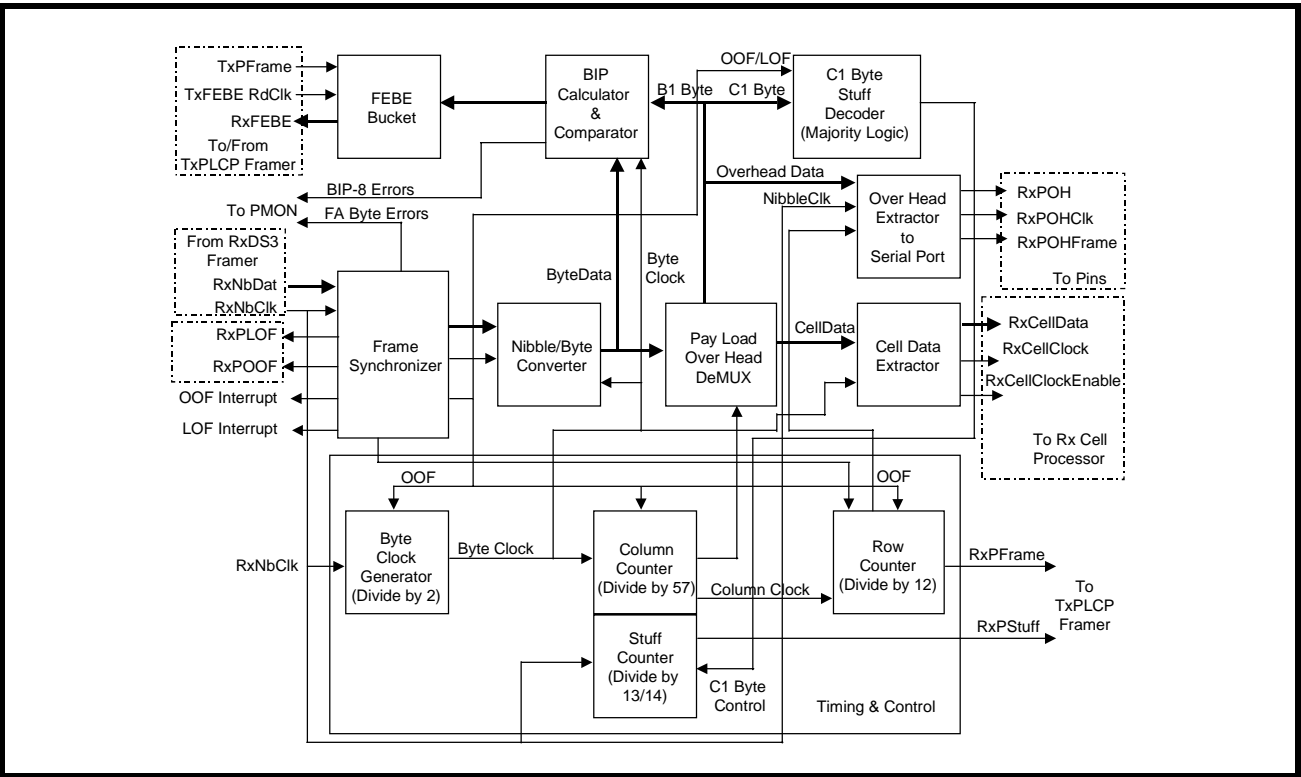 TxPFrame
TxFEBE RdClk
RxFEBE
To/From
TxPLCP Framer
FEBE
Bucket
BIP
Calculator
&
Comparator
OOF/LOF
B1 Byte
C1 Byte
C1 Byte
Stuff
Decoder
(Majority Logic)
BIP-8 Errors
To PMON
FA Byte Errors
Overhead Data
NibbleClk
Over Head
Extractor
to
Serial Port
RxPOH
RxPOHClk
RxPOHFrame
To Pins
From RxDS3
Framer
RxNbDat
RxNbClk
RxPLOF
RxPOOF
OOF Interrupt
LOF Interrupt
Frame
Synchronizer
ByteData
Byte
Clock
Nibble/Byte
Converter
Pay Load
Over Head
DeMUX
CellData
Cell Data
Extractor
RxCellData
RxCellClock
RxCellClockEnable
To Rx Cell
Processor
OOF
OOF
RxNbClk
Byte
Clock
Generator
(Divide by 2)
Byte Clock
Column
Counter
(Divide by 57)
Column Clock
Row
Counter
(Divide by 12)
RxPFrame
To
TxPLCP
Framer
RxPStuff
Stuff
Counter
(Divide by
13/14)
C1 Byte
Control
Timing & Control